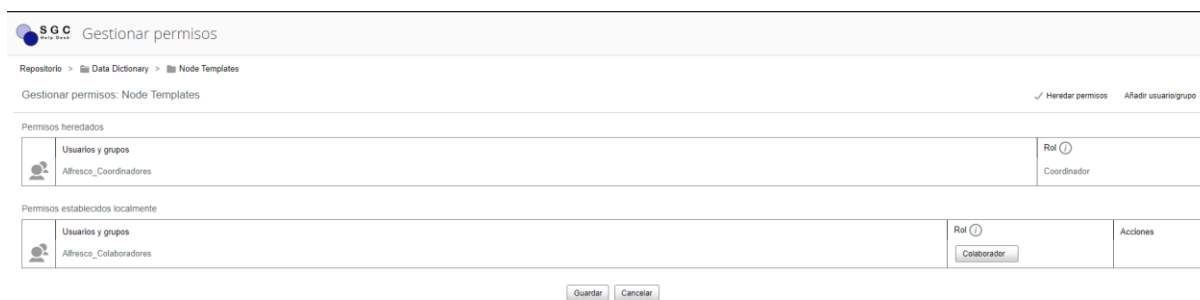 SGC
Help Desk
Gestionar permisos
Repositorio > Data Dictionary > Node Templates
Gestionar permisos: Node Templates
Heredar permisos Añadir usuario/grupo
Permisos heredados
Usuarios y grupos Rol
Alfresco_Coordinadores Coordinador
Permisos establecidos localmente
Usuarios y grupos Rol Acciones
Alfresco_Colaboradores Colaborador
Guardar Cancelar